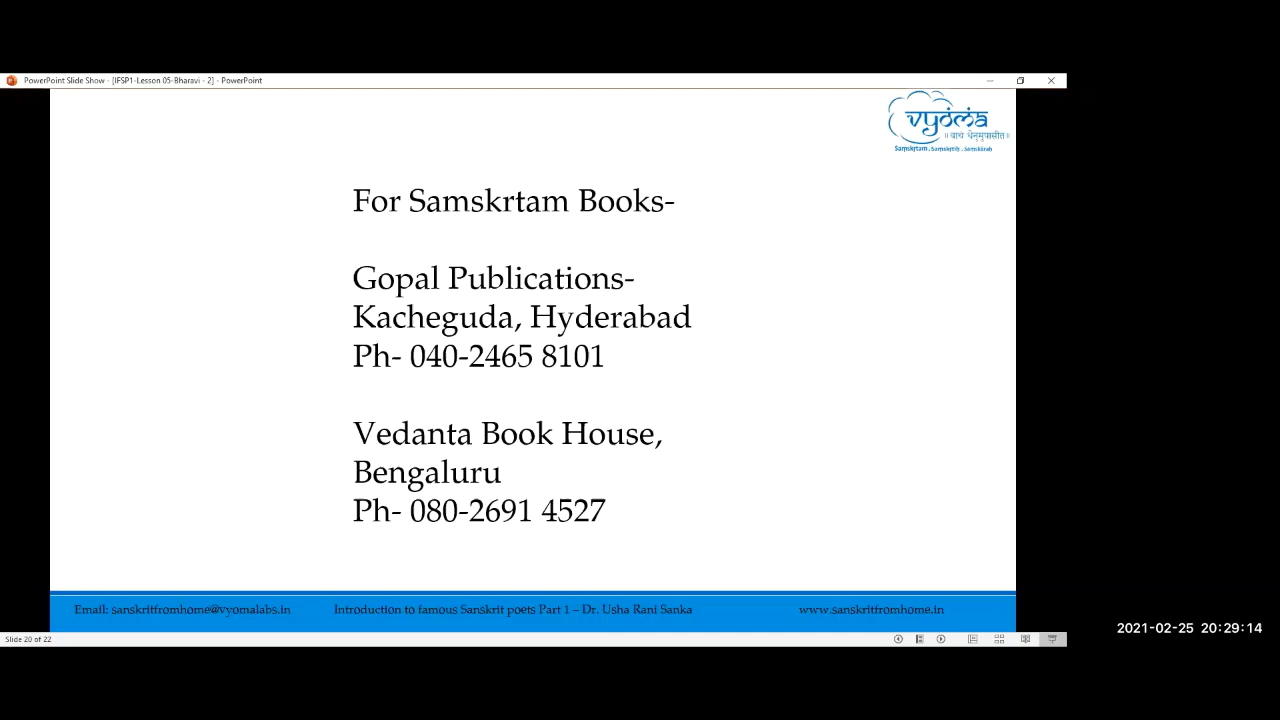 PowerPoint Slide Show - [IFSP1-Lesson 05-Bharavi - 2] - PowerPoint
vyoma
॥ वाचं धेनुमुपासीत॥
Samskrtam . Samskrtih . Samskarah
For Samskrtam Books-
Gopal Publications-
Kacheguda, Hyderabad
Ph- 040-2465 8101
Vedanta Book House,
Bengaluru
Ph- 080-2691 4527
Email: sanskritfromhome@vyomalabs.in
Introduction to famous Sanskrit poets Part 1 – Dr. Usha Rani Sanka
www.sanskritfromhome.in
Slide 20 of 22
2021-02-25 20:29:14